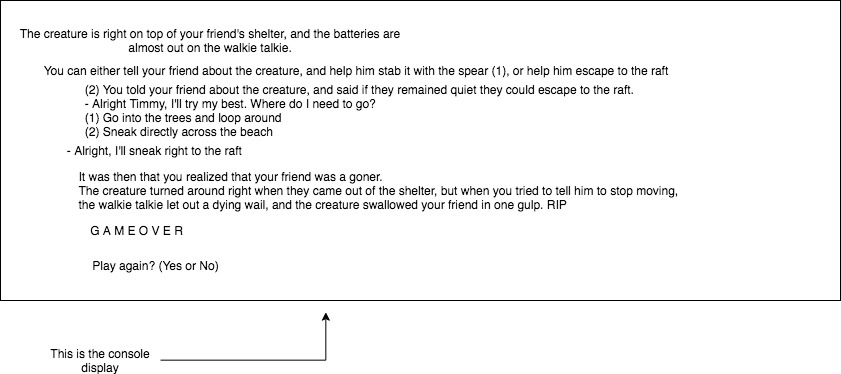 The creature is right on top of your friend's shelter, and the batteries are
almost out on the walkie talkie.
You can either tell your friend about the creature, and help him stab it with the spear (1), or help him escape to the raft
(2) You told your friend about the creature, and said if they remained quiet they could escape to the raft.
- Alright Timmy, I'll try my best. Where do I need to go?
(1) Go into the trees and loop around
(2) Sneak directly across the beach
- Alright, I'll sneak right to the raft
It was then that you realized that your friend was a goner.
The creature turned around right when they came out of the shelter, but when you tried to tell him to stop moving,
the walkie talkie let out a dying wail, and the creature swallowed your friend in one gulp. RIP
G A M E O V E R
Play again? (Yes or No)
This is the console
display